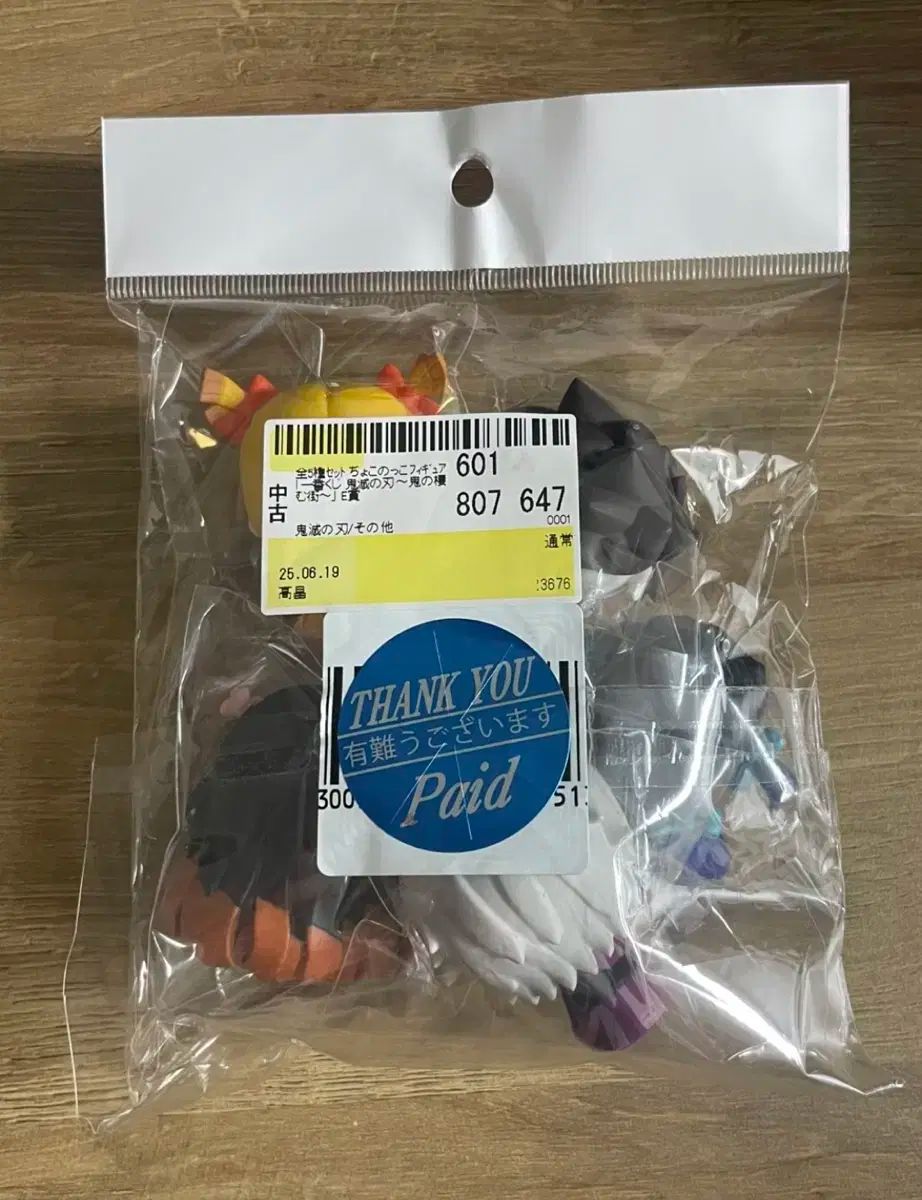 中古
全5種セット ちょこのっこフィギュア
「一番くじ 鬼滅の刃～鬼の棲
む街～」 E賞
鬼滅の刃/その他
601
807 647
0001
通常
25.06.19
高畠
3676
THANK YOU
有難うございます
Paid
300
51